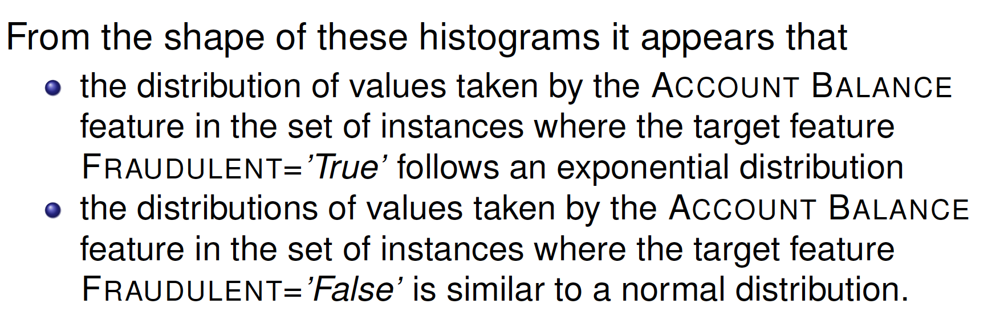 From the shape of these histograms it appears that
the distribution of values taken by the ACCOUNT BALANCE
feature in the set of instances where the target feature
FRAUDULENT=’True’ follows an exponential distribution
the distributions of values taken by the ACCOUNT BALANCE
feature in the set of instances where the target feature
FRAUDULENT=’False’ is similar to a normal distribution.